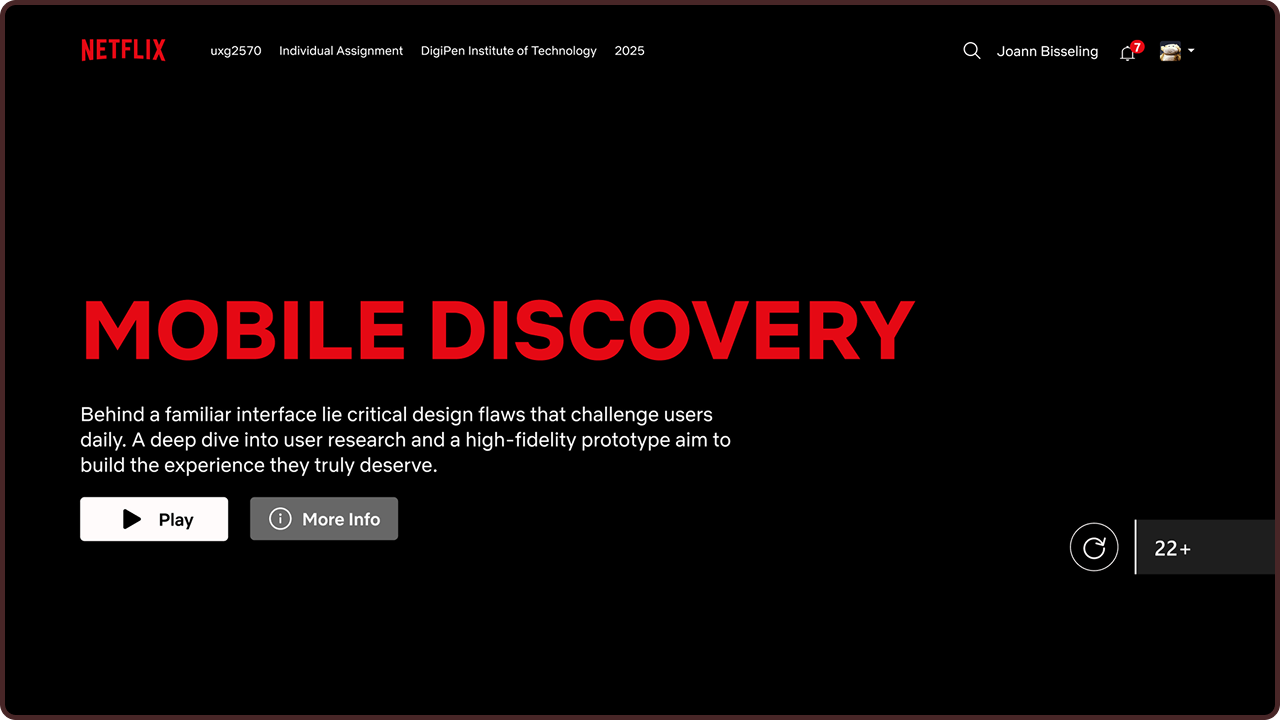 NETFLIX
uxg2570 Individual Assignment DigiPen Institute of Technology 2025
Joann Bisseling
7
MOBILE DISCOVERY
Behind a familiar interface lie critical design flaws that challenge users
daily. A deep dive into user research and a high-fidelity prototype aim to
build the experience they truly deserve.
Play
More Info
22+